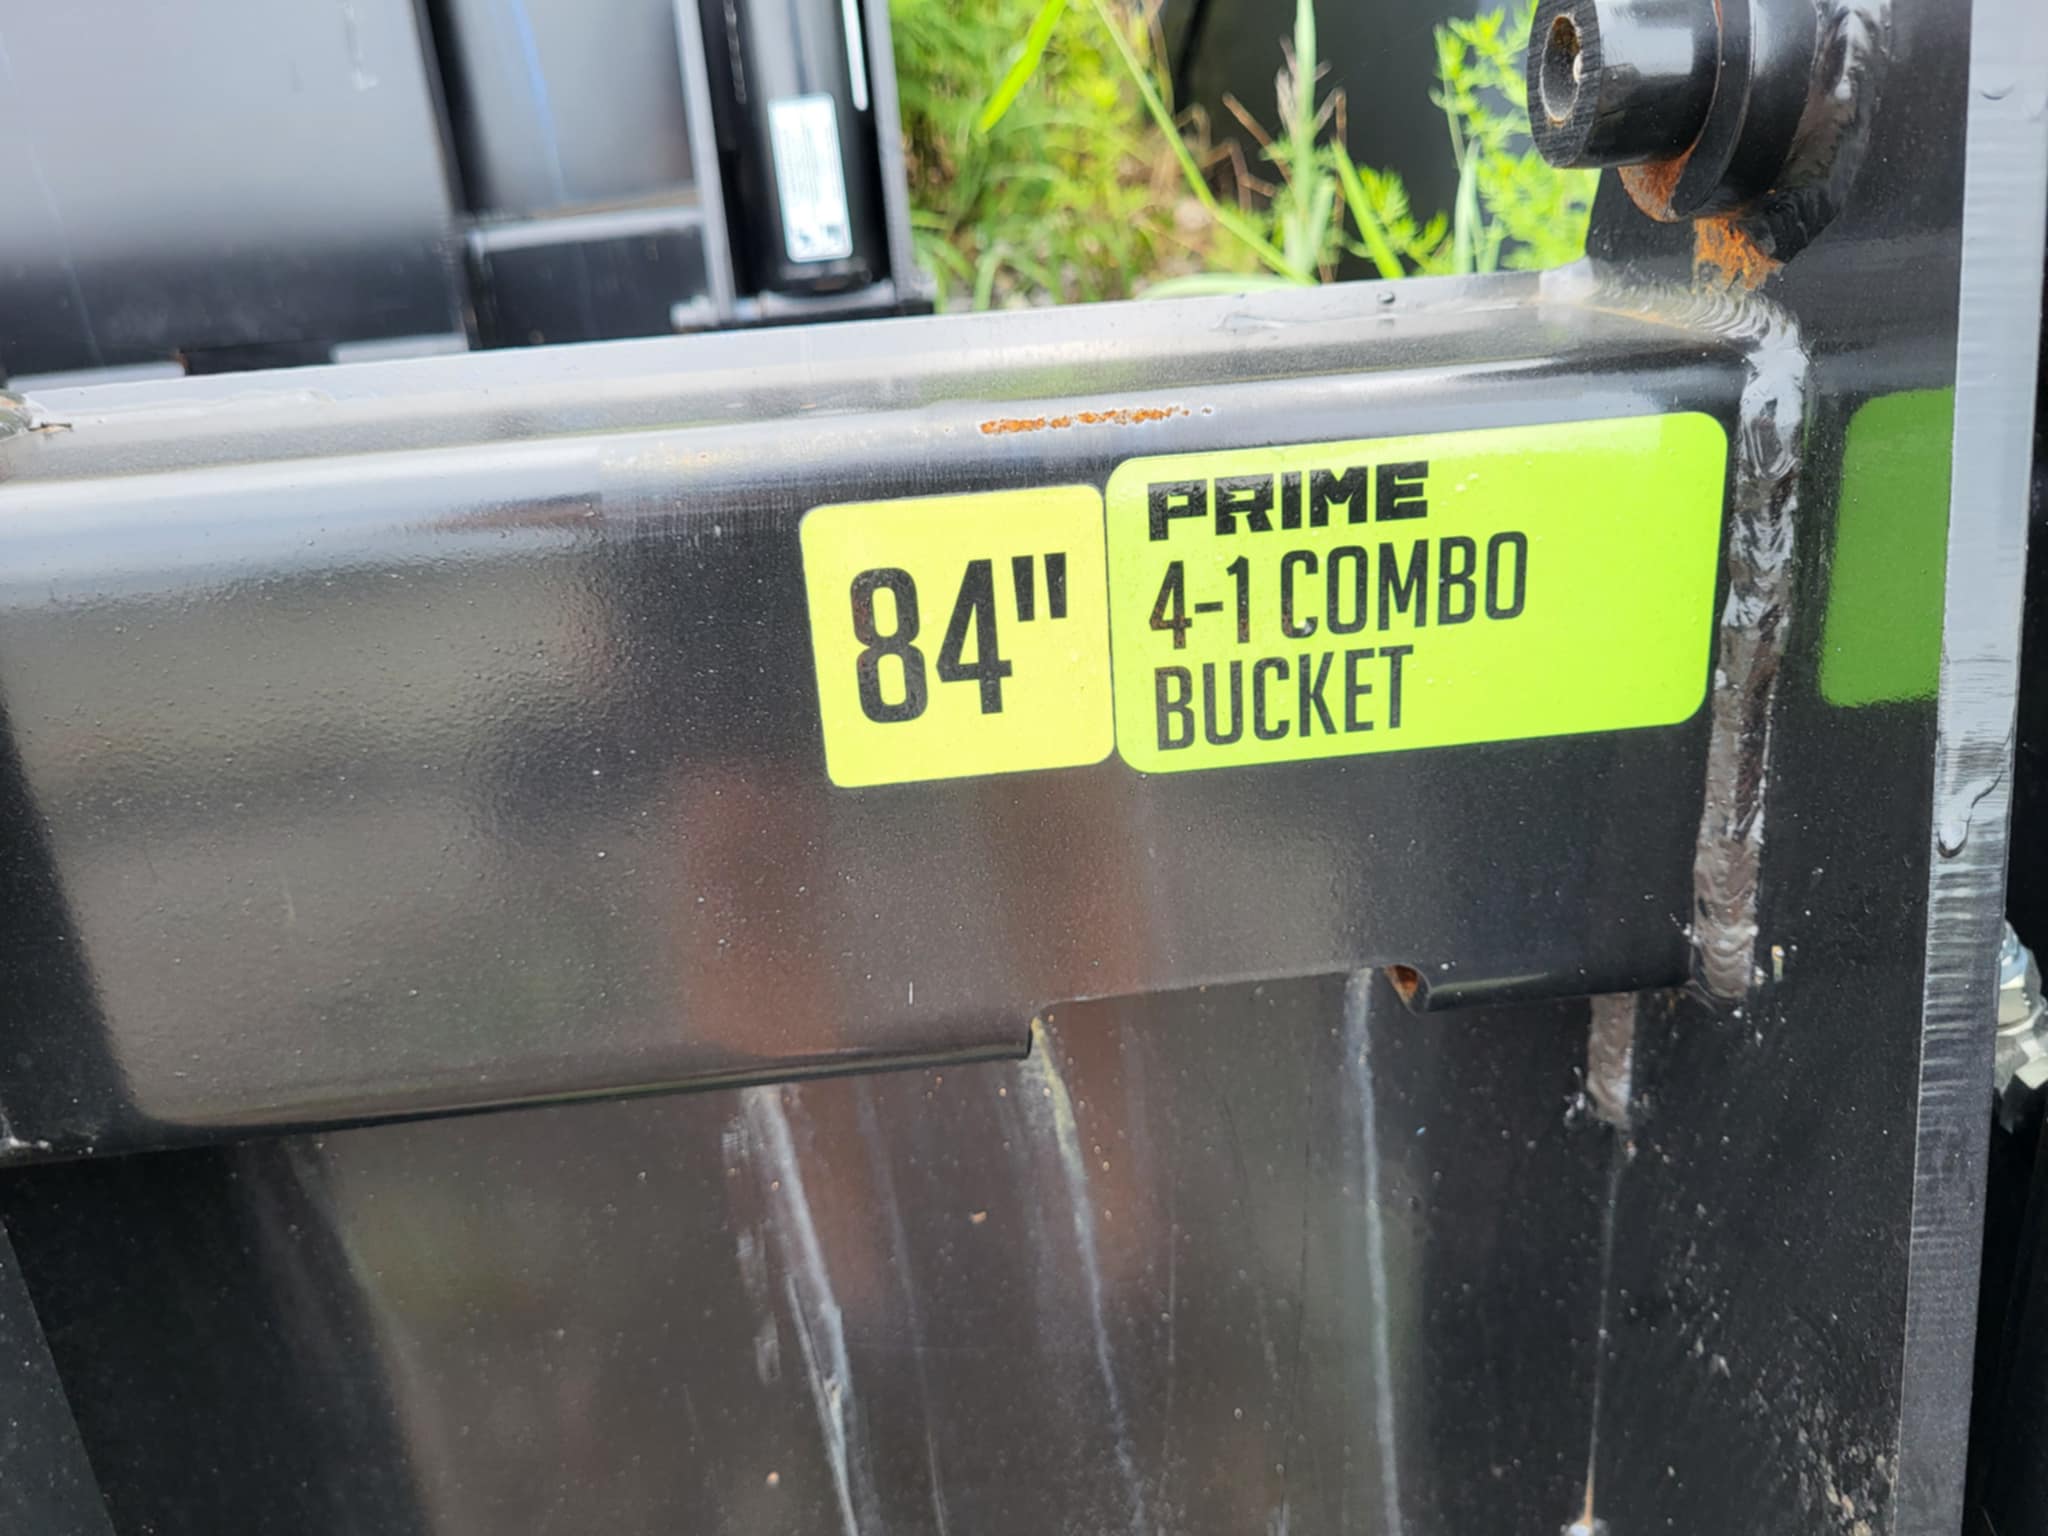 84"
PRIME
4-1 COMBO
BUCKET